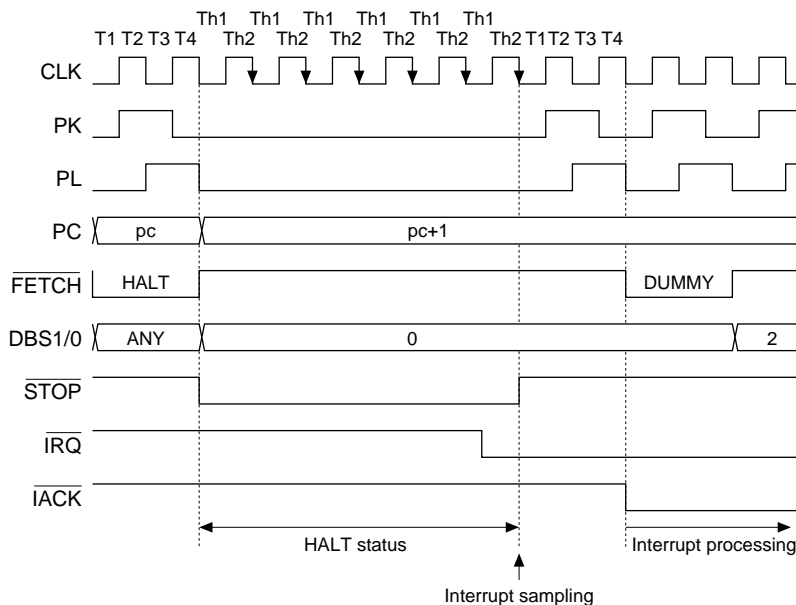 Th1 Th1 Th1 Th1 Th1 Th1
T1 T2 T3 T4 Th2 Th2 Th2 Th2 Th2 Th2 T1 T2 T3 T4
CLK
PK
PL
PC pc pc+1
FETCH HALT DUMMY
DBS1/0 ANY 0 2
STOP
IRQ
IACK
HALT status Interrupt processing
Interrupt sampling